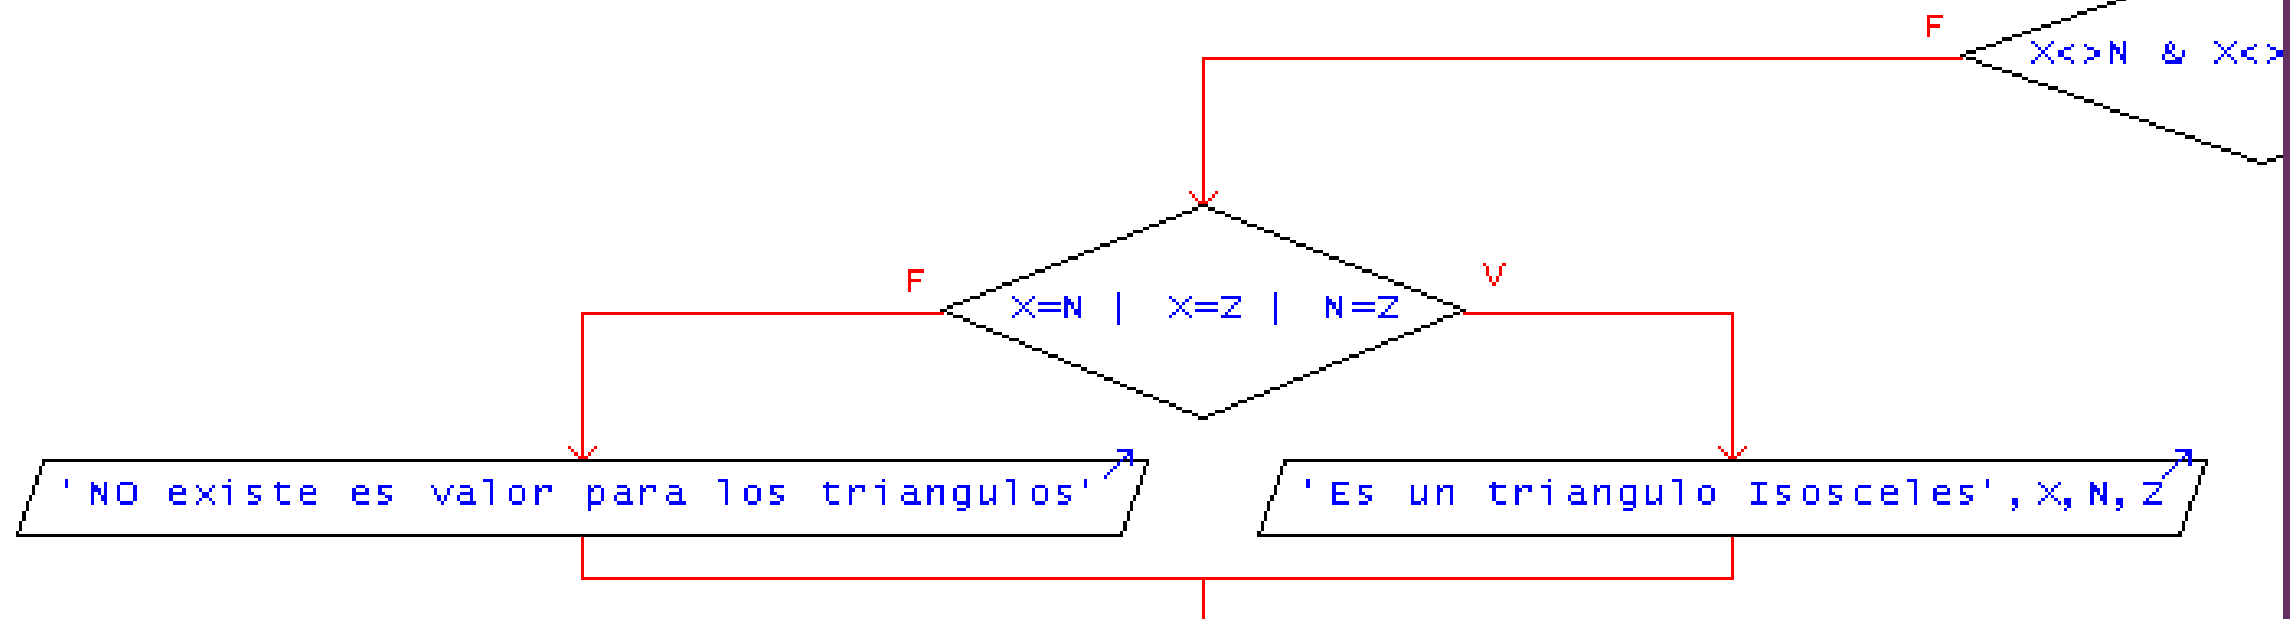 F
X<>N & X<>
F
X=N | X=Z | N=Z
V
'NO existe es valor para los triangulos'
'Es un triangulo Isosceles',X,N,Z